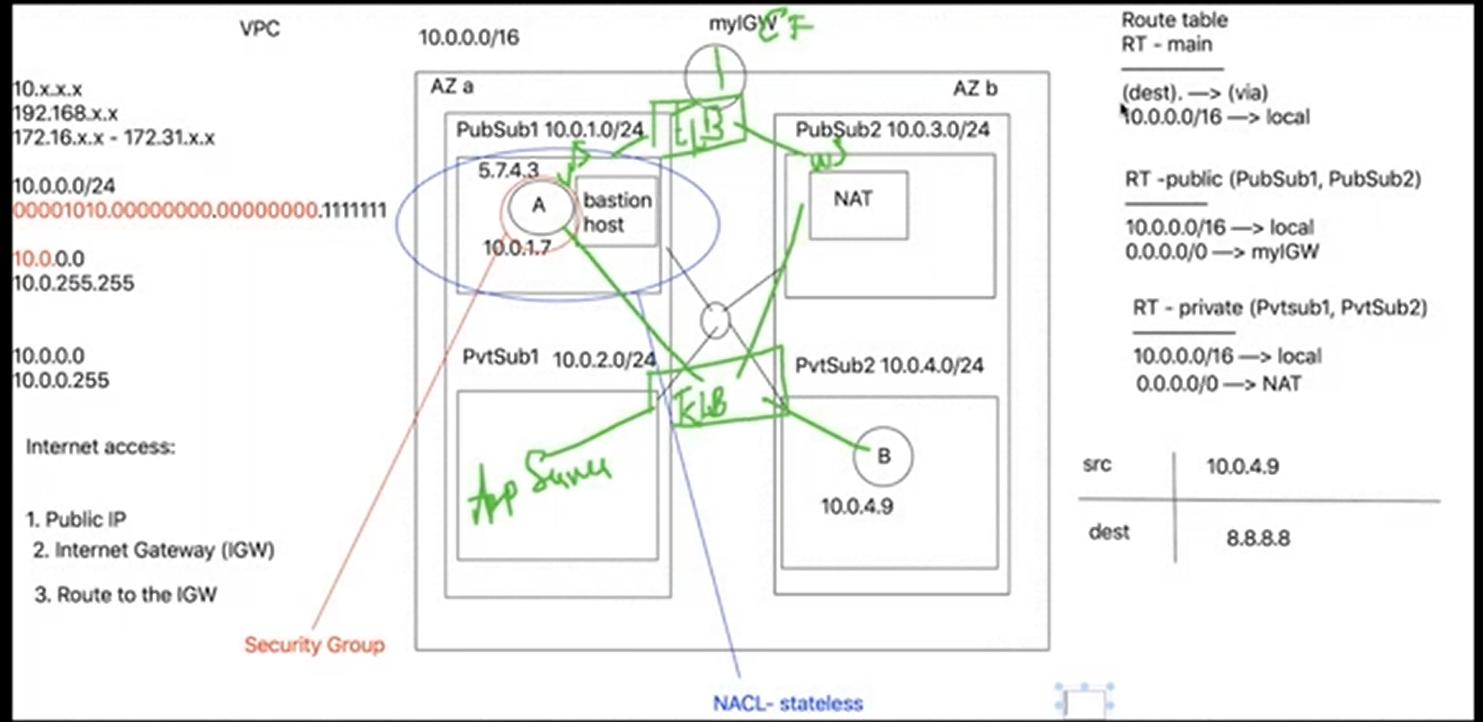 VPC
10.x.x.x
192.168.x.x
172.16.x.x - 172.31.x.x
10.0.0.0/24
00001010.00000000.00000000.1111111
10.0.0.0
10.0.255.255
10.0.0.0
10.0.0.255
Internet access:
1. Public IP
2. Internet Gateway (IGW)
3. Route to the IGW
Security Group
10.0.0.0/16
myIGW
CF
AZ a
AZ b
PubSub1 10.0.1.0/24
ELB
PubSub2 10.0.3.0/24
5.7.4.3
WS
A
bastion
host
10.0.1.7
NAT
PvtSub1 10.0.2.0/24
PvtSub2 10.0.4.0/24
ELB
App
B
10.0.4.9
NACL- stateless
Route table
RT - main
(dest). —> (via)
10.0.0.0/16 —> local
RT -public (PubSub1, PubSub2)
10.0.0.0/16 —> local
0.0.0.0/0 —> myIGW
RT - private (Pvtsub1, PvtSub2)
10.0.0.0/16 —> local
0.0.0.0/0 —> NAT
src 10.0.4.9
dest 8.8.8.8